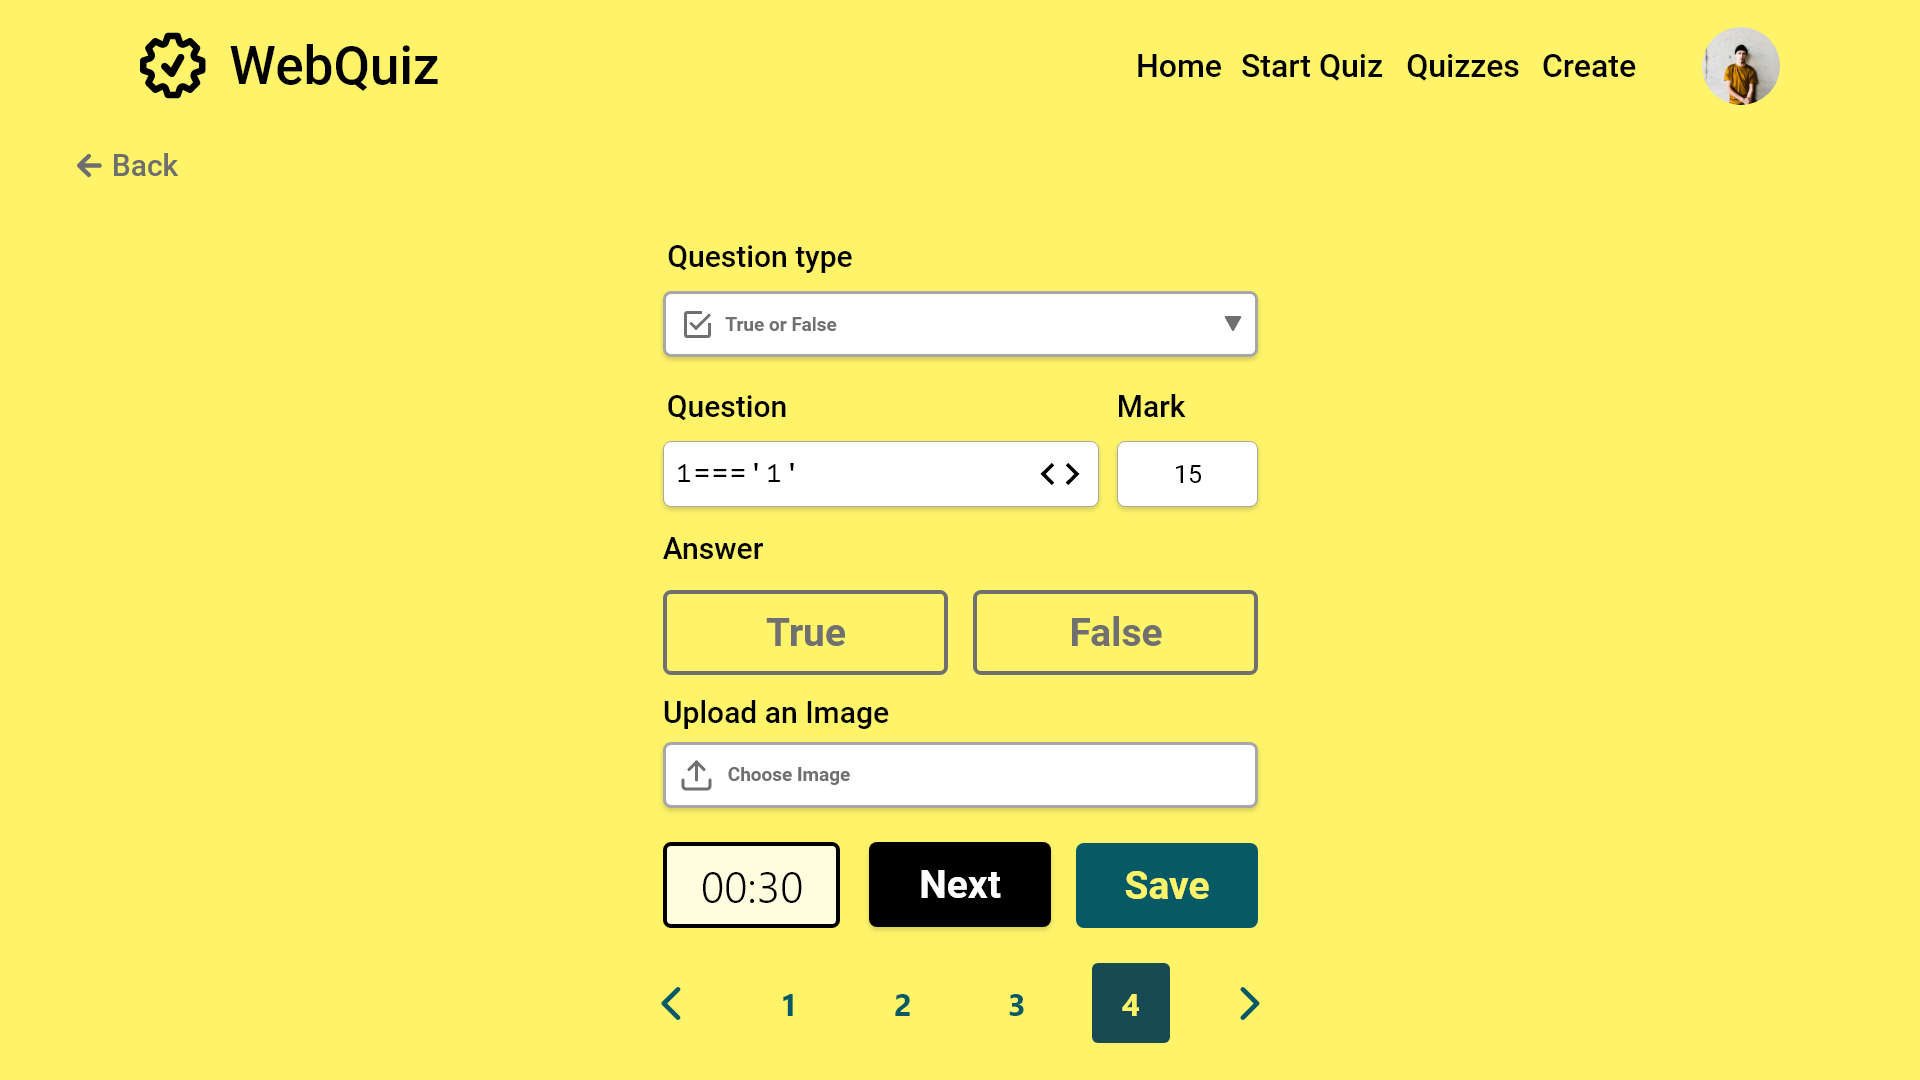 WebQuiz
Home Start Quiz Quizzes Create
Back
Question type
True or False
Question Mark
1==='1' < > 15
Answer
True False
Upload an Image
Choose Image
00:30 Next Save
1 2 3 4